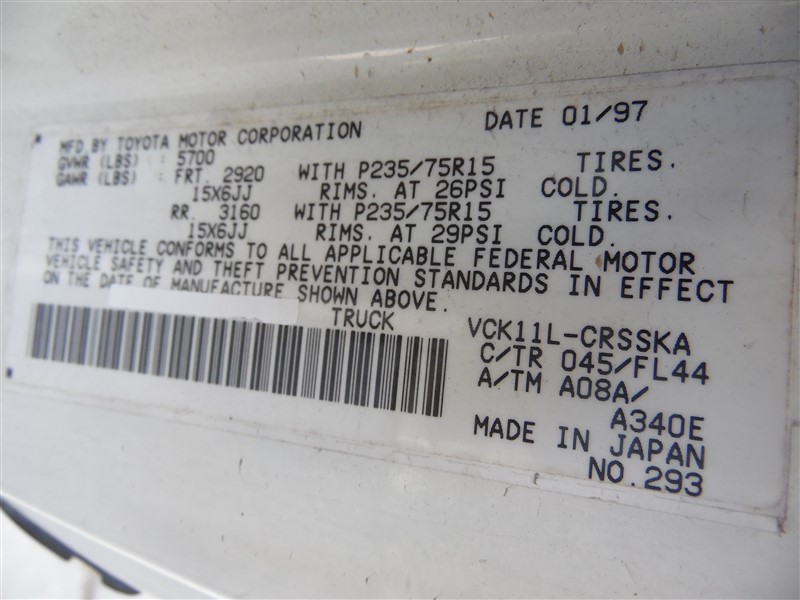 MFD.BY TOYOTA MOTOR CORPORATION DATE 01/97
GVWR (LBS) : 5700
GAWR (LBS) : FRT. 2920 WITH P235/75R15 TIRES.
15X6JJ RIMS. AT 26PSI COLD.
RR. 3160 WITH P235/75R15 TIRES.
15X6JJ RIMS. AT 29PSI COLD.
THIS VEHICLE CONFORMS TO ALL APPLICABLE FEDERAL MOTOR
VEHICLE SAFETY AND THEFT PREVENTION STANDARDS IN EFFECT
ON THE DATE OF MANUFACTURE SHOWN ABOVE.
TRUCK
VCK11L-CRSSKA
C/TR 045/FL44
A/TM A08A/
A340E
MADE IN JAPAN
NO.293